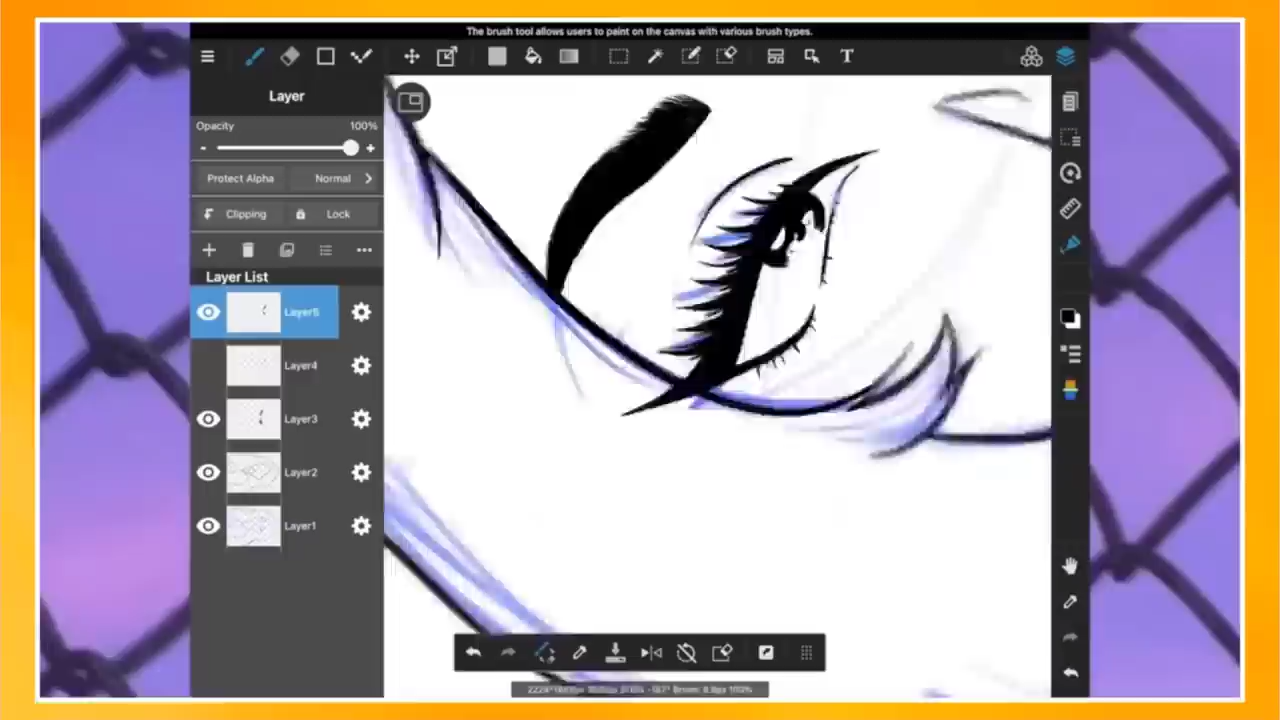 The brush tool allows users to paint on the canvas with various brush types.
T
Layer
Opacity 100%
- +
Protect Alpha Normal
Clipping Lock
Layer List
Layer5
Layer4
Layer3
Layer2
Layer1